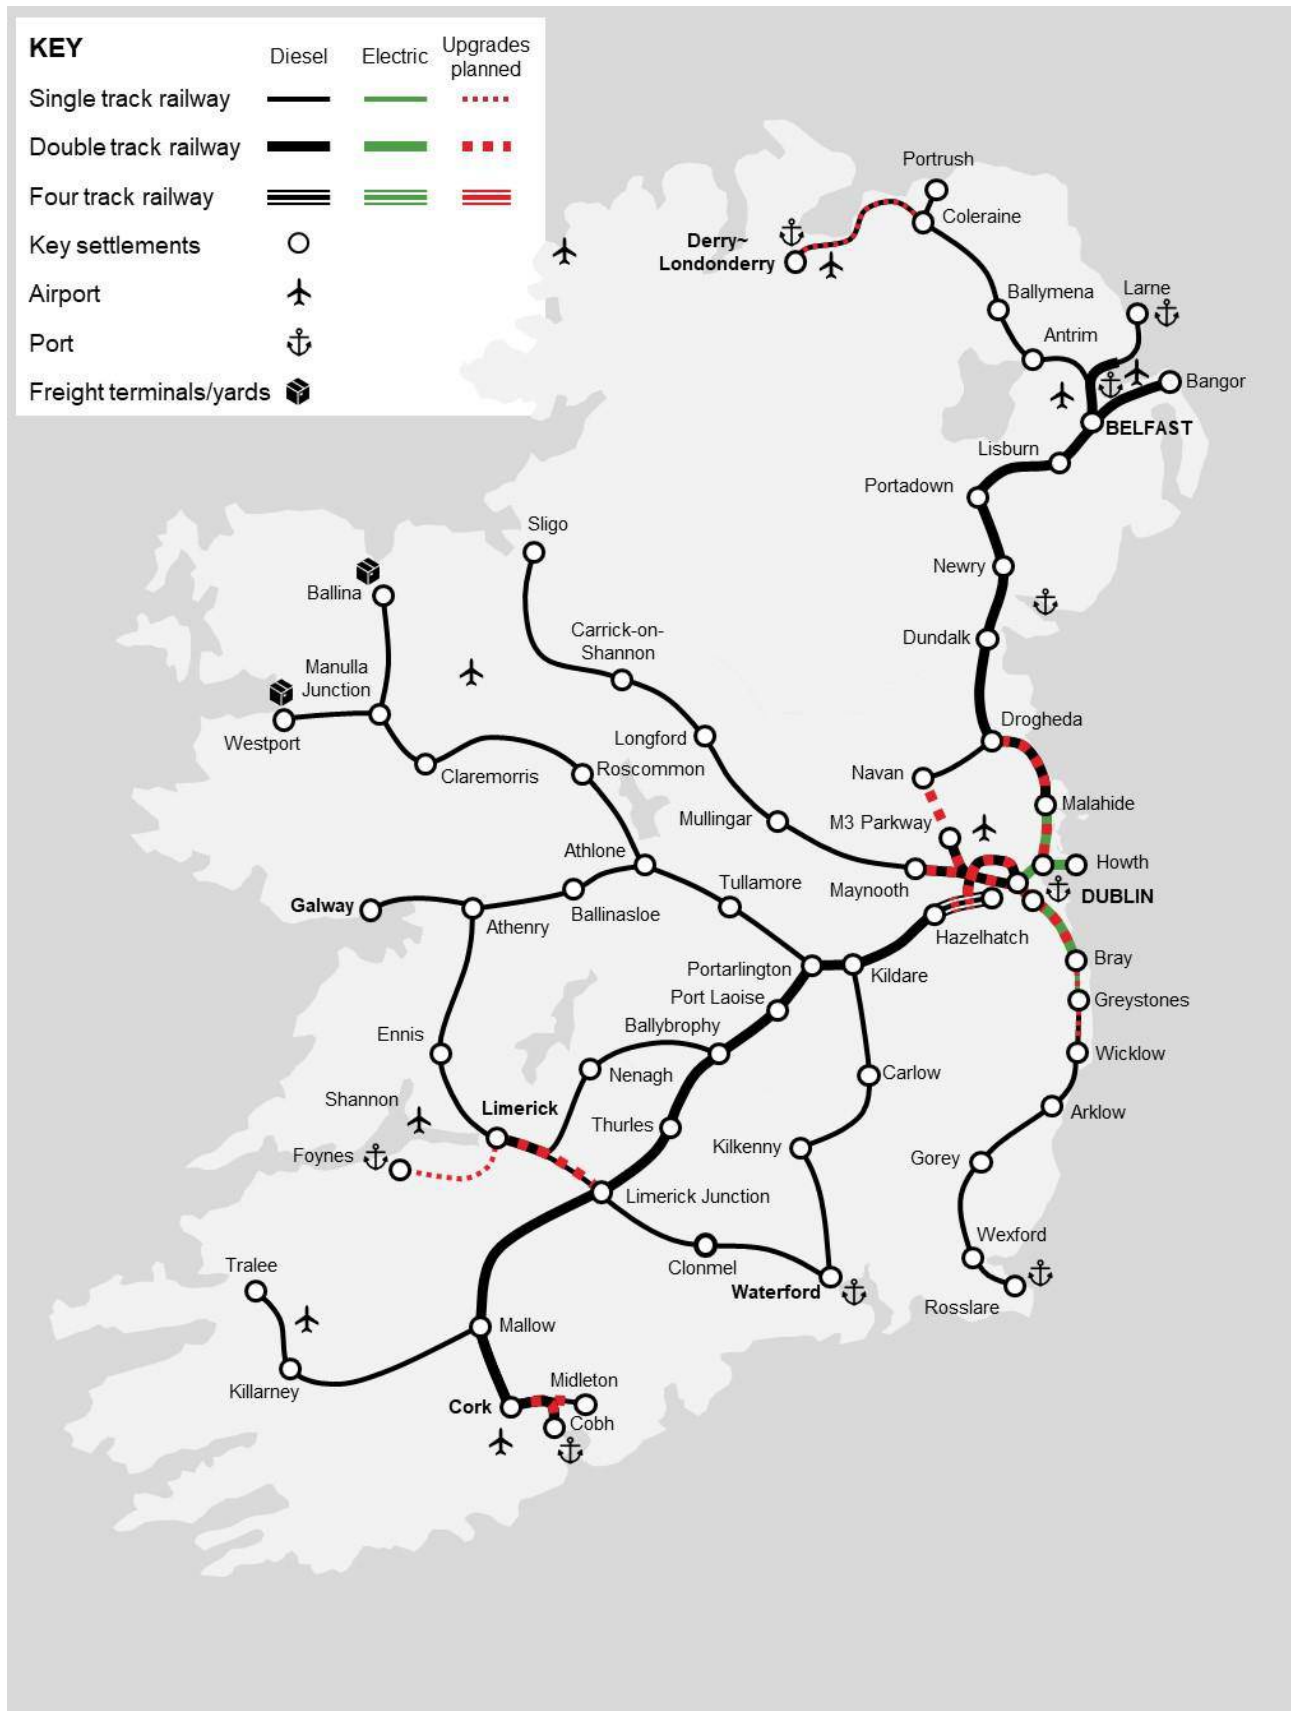 KEY
Diesel
Electric
Upgrades
planned
Single track railway
Double track railway
Four track railway
Key settlements
Airport
Port
Freight terminals/yards
Portrush
Coleraine
Derry~
Londonderry
Ballymena
Larne
Antrim
Bangor
BELFAST
Lisburn
Portadown
Sligo
Newry
Ballina
Carrick-on-
Shannon
Dundalk
Manulla
Junction
Drogheda
Westport
Longford
Claremorris
Roscommon
Navan
Malahide
Mullingar
M3 Parkway
Athlone
Howth
Tullamore
Maynooth
DUBLIN
Galway
Ballinasloe
Athenry
Hazelhatch
Bray
Portarlington
Kildare
Port Laoise
Greystones
Ballybrophy
Ennis
Wicklow
Nenagh
Carlow
Shannon
Limerick
Arklow
Thurles
Kilkenny
Foynes
Gorey
Limerick Junction
Wexford
Tralee
Clonmel
Waterford
Rosslare
Mallow
Midleton
Killarney
Cork
Cobh